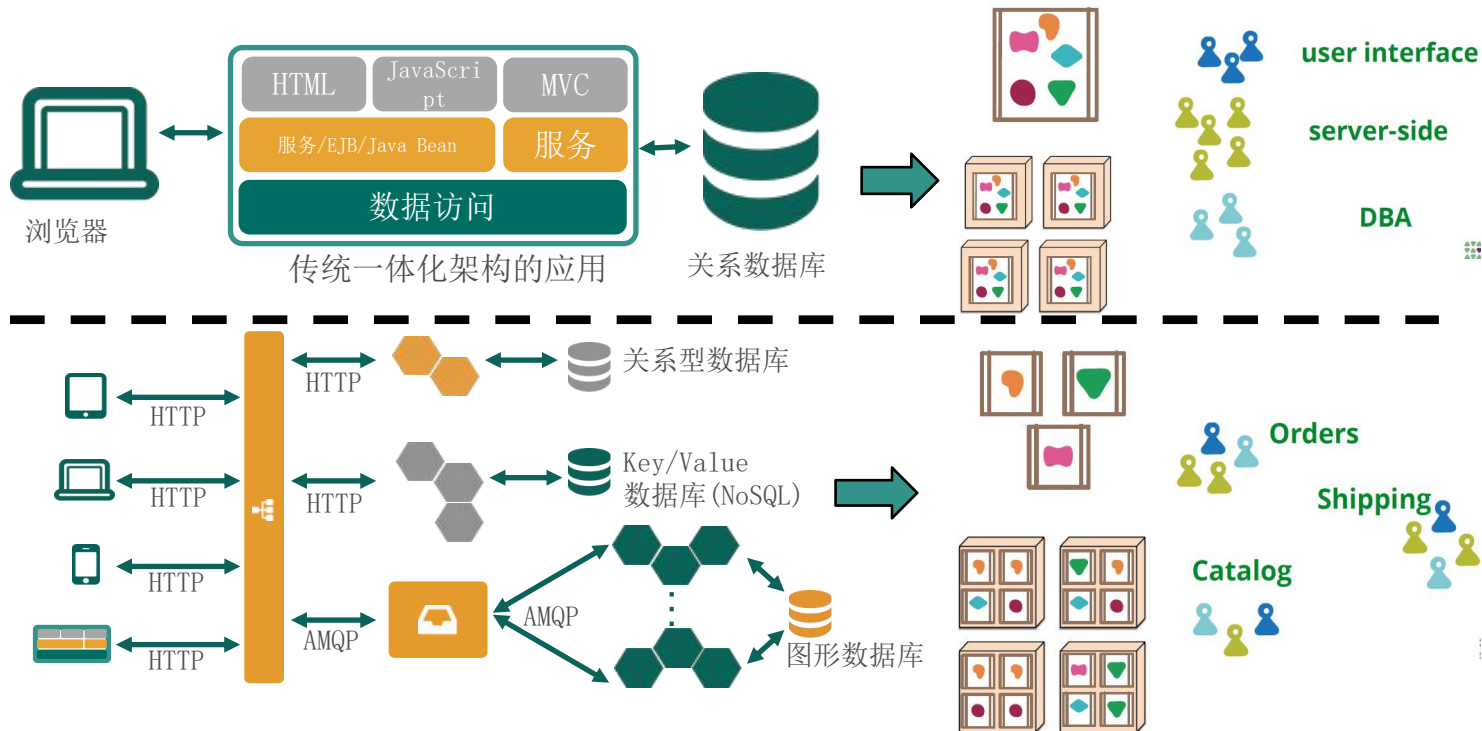 HTML
JavaScri
pt
MVC
服务/EJB/Java Bean
服务
数据访问
浏览器
传统一体化架构的应用
关系数据库
user interface
server-side
DBA
HTTP
HTTP
HTTP
HTTP
HTTP
HTTP
AMQP
AMQP
关系型数据库
Key/Value
数据库(NoSQL)
图形数据库
Orders
Shipping
Catalog